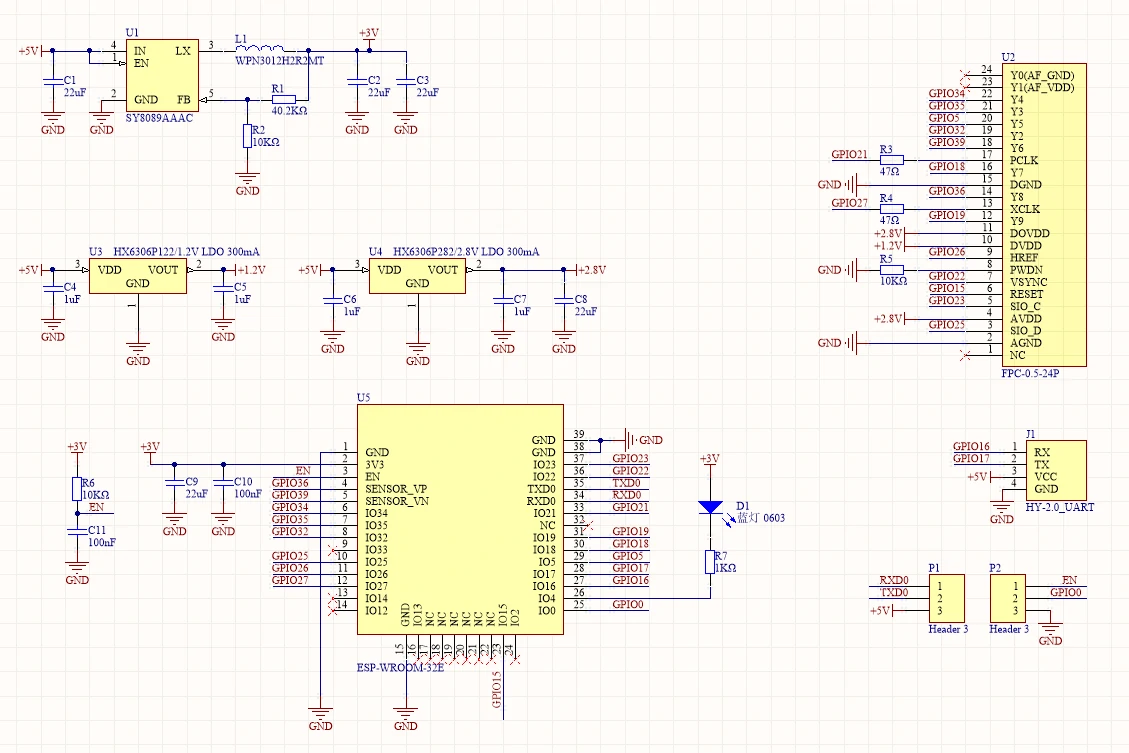 U1
+5V
4
IN
LX
3
1
EN
2
GND
FB
5
SY8089AAAC
C1
22uF
GND
GND
L1
WPN3012H2R2MT
+3V
R1
40.2KΩ
R2
10KΩ
GND
C2
22uF
GND
C3
22uF
GND
U3 HX6306P122/1.2V LDO 300mA
+5V
3
VDD
VOUT
2
+1.2V
GND
1
C4
1uF
GND
GND
C5
1uF
GND
U4 HX6306P282/2.8V LDO 300mA
+5V
3
VDD
VOUT
2
+2.8V
GND
1
C6
1uF
GND
GND
C7
1uF
GND
C8
22uF
GND
U2
24 Y0(AF_GND)
23 Y1(AF_VDD)
GPIO34 22 Y4
GPIO35 21 Y3
GPIO5 20 Y5
GPIO32 19 Y2
GPIO39 18 Y6
GPIO21 R3 47Ω 17 PCLK
GPIO18 16 Y7
GND 15 DGND
GPIO36 14 Y8
GPIO27 R4 47Ω 13 XCLK
GPIO19 12 Y9
+2.8V 11 DOVDD
+1.2V 10 DVDD
GPIO26 9 HREF
GND R5 10KΩ 8 PWDN
GPIO22 7 VSYNC
GPIO15 6 RESET
GPIO23 5 SIO_C
+2.8V 4 AVDD
GPIO25 3 SIO_D
GND 2 AGND
1 NC
FPC-0.5-24P
+3V
R6
10KΩ
EN
C11
100nF
GND
+3V
C9
22uF
GND
C10
100nF
GND
U5
1 GND
2 3V3
EN 3 EN
GPIO36 4 SENSOR_VP
GPIO39 5 SENSOR_VN
GPIO34 6 IO34
GPIO35 7 IO35
GPIO32 8 IO32
9 IO33
GPIO25 10 IO25
GPIO26 11 IO26
GPIO27 12 IO27
13 IO14
14 IO12
GND 39 GND
GND 38
IO23 37 GPIO23
IO22 36 GPIO22
TXD0 35 TXD0
RXD0 34 RXD0
IO21 33 GPIO21
NC 32
IO19 31 GPIO19
IO18 30 GPIO18
IO5 29 GPIO5
IO17 28 GPIO17
IO16 27 GPIO16
IO4 26
IO0 25 GPIO0
GND IO13 NC NC NC NC NC NC IO15 IO2
15 16 17 18 19 20 21 22 23 24
ESP-WROOM-32E
GPIO15
GND
GND
+3V
D1
蓝灯 0603
R7
1KΩ
J1
GPIO16 1 RX
GPIO17 2 TX
+5V 3 VCC
4 GND
GND
HY-2.0_UART
P1
RXD0 1
TXD0 2
+5V 3
Header 3
P2
1 EN
2 GPIO0
3
GND
Header 3